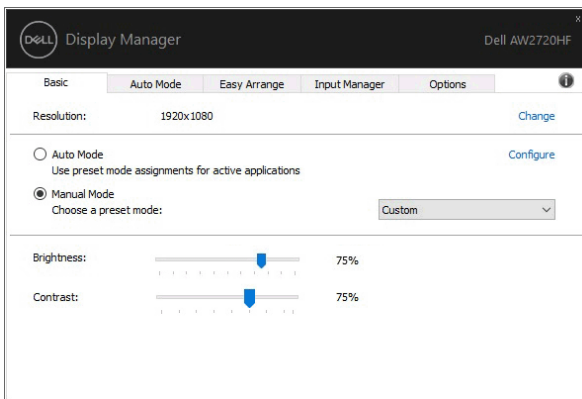 DELL Display Manager Dell AW2720HF
x
Basic Auto Mode Easy Arrange Input Manager Options i
Resolution: 1920x1080 Change
Auto Mode Configure
Use preset mode assignments for active applications
Manual Mode
Choose a preset mode: Custom
Brightness: 75%
Contrast: 75%